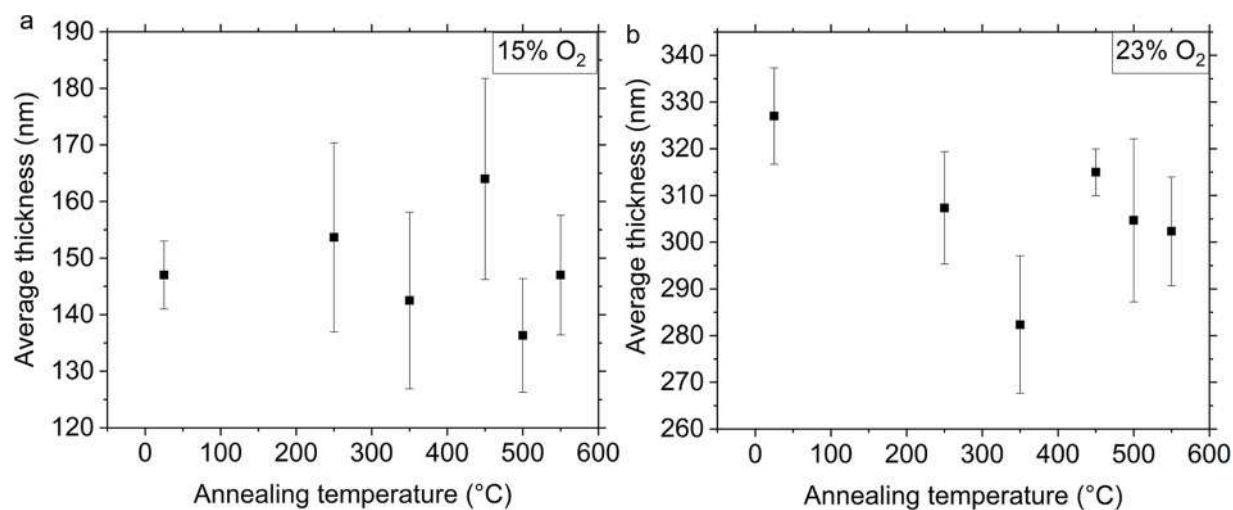 a
15% O₂
Average thickness (nm)
190
180
170
160
150
140
130
120
0 100 200 300 400 500 600
Annealing temperature (°C)
b
23% O₂
Average thickness (nm)
340
330
320
310
300
290
280
270
260
0 100 200 300 400 500 600
Annealing temperature (°C)